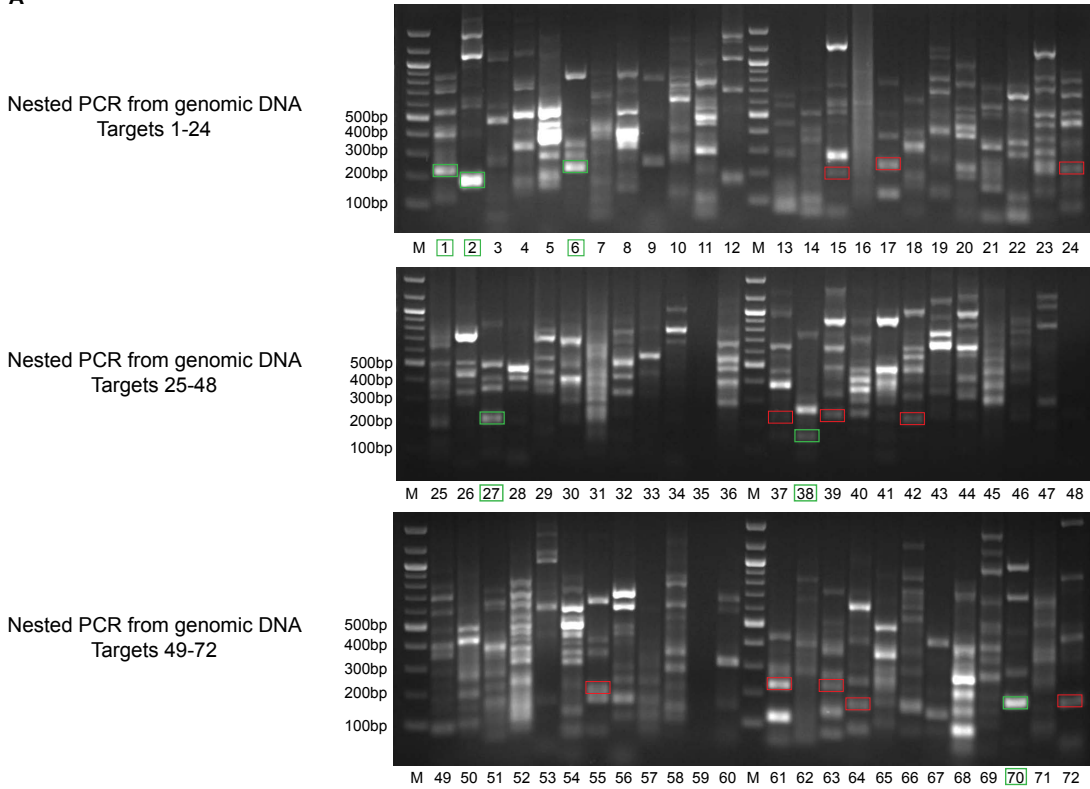 A
Nested PCR from genomic DNA
Targets 1-24
500bp
400bp
300bp
200bp
100bp
M 1 2 3 4 5 6 7 8 9 10 11 12 M 13 14 15 16 17 18 19 20 21 22 23 24
Nested PCR from genomic DNA
Targets 25-48
500bp
400bp
300bp
200bp
100bp
M 25 26 27 28 29 30 31 32 33 34 35 36 M 37 38 39 40 41 42 43 44 45 46 47 48
Nested PCR from genomic DNA
Targets 49-72
500bp
400bp
300bp
200bp
100bp
M 49 50 51 52 53 54 55 56 57 58 59 60 M 61 62 63 64 65 66 67 68 69 70 71 72